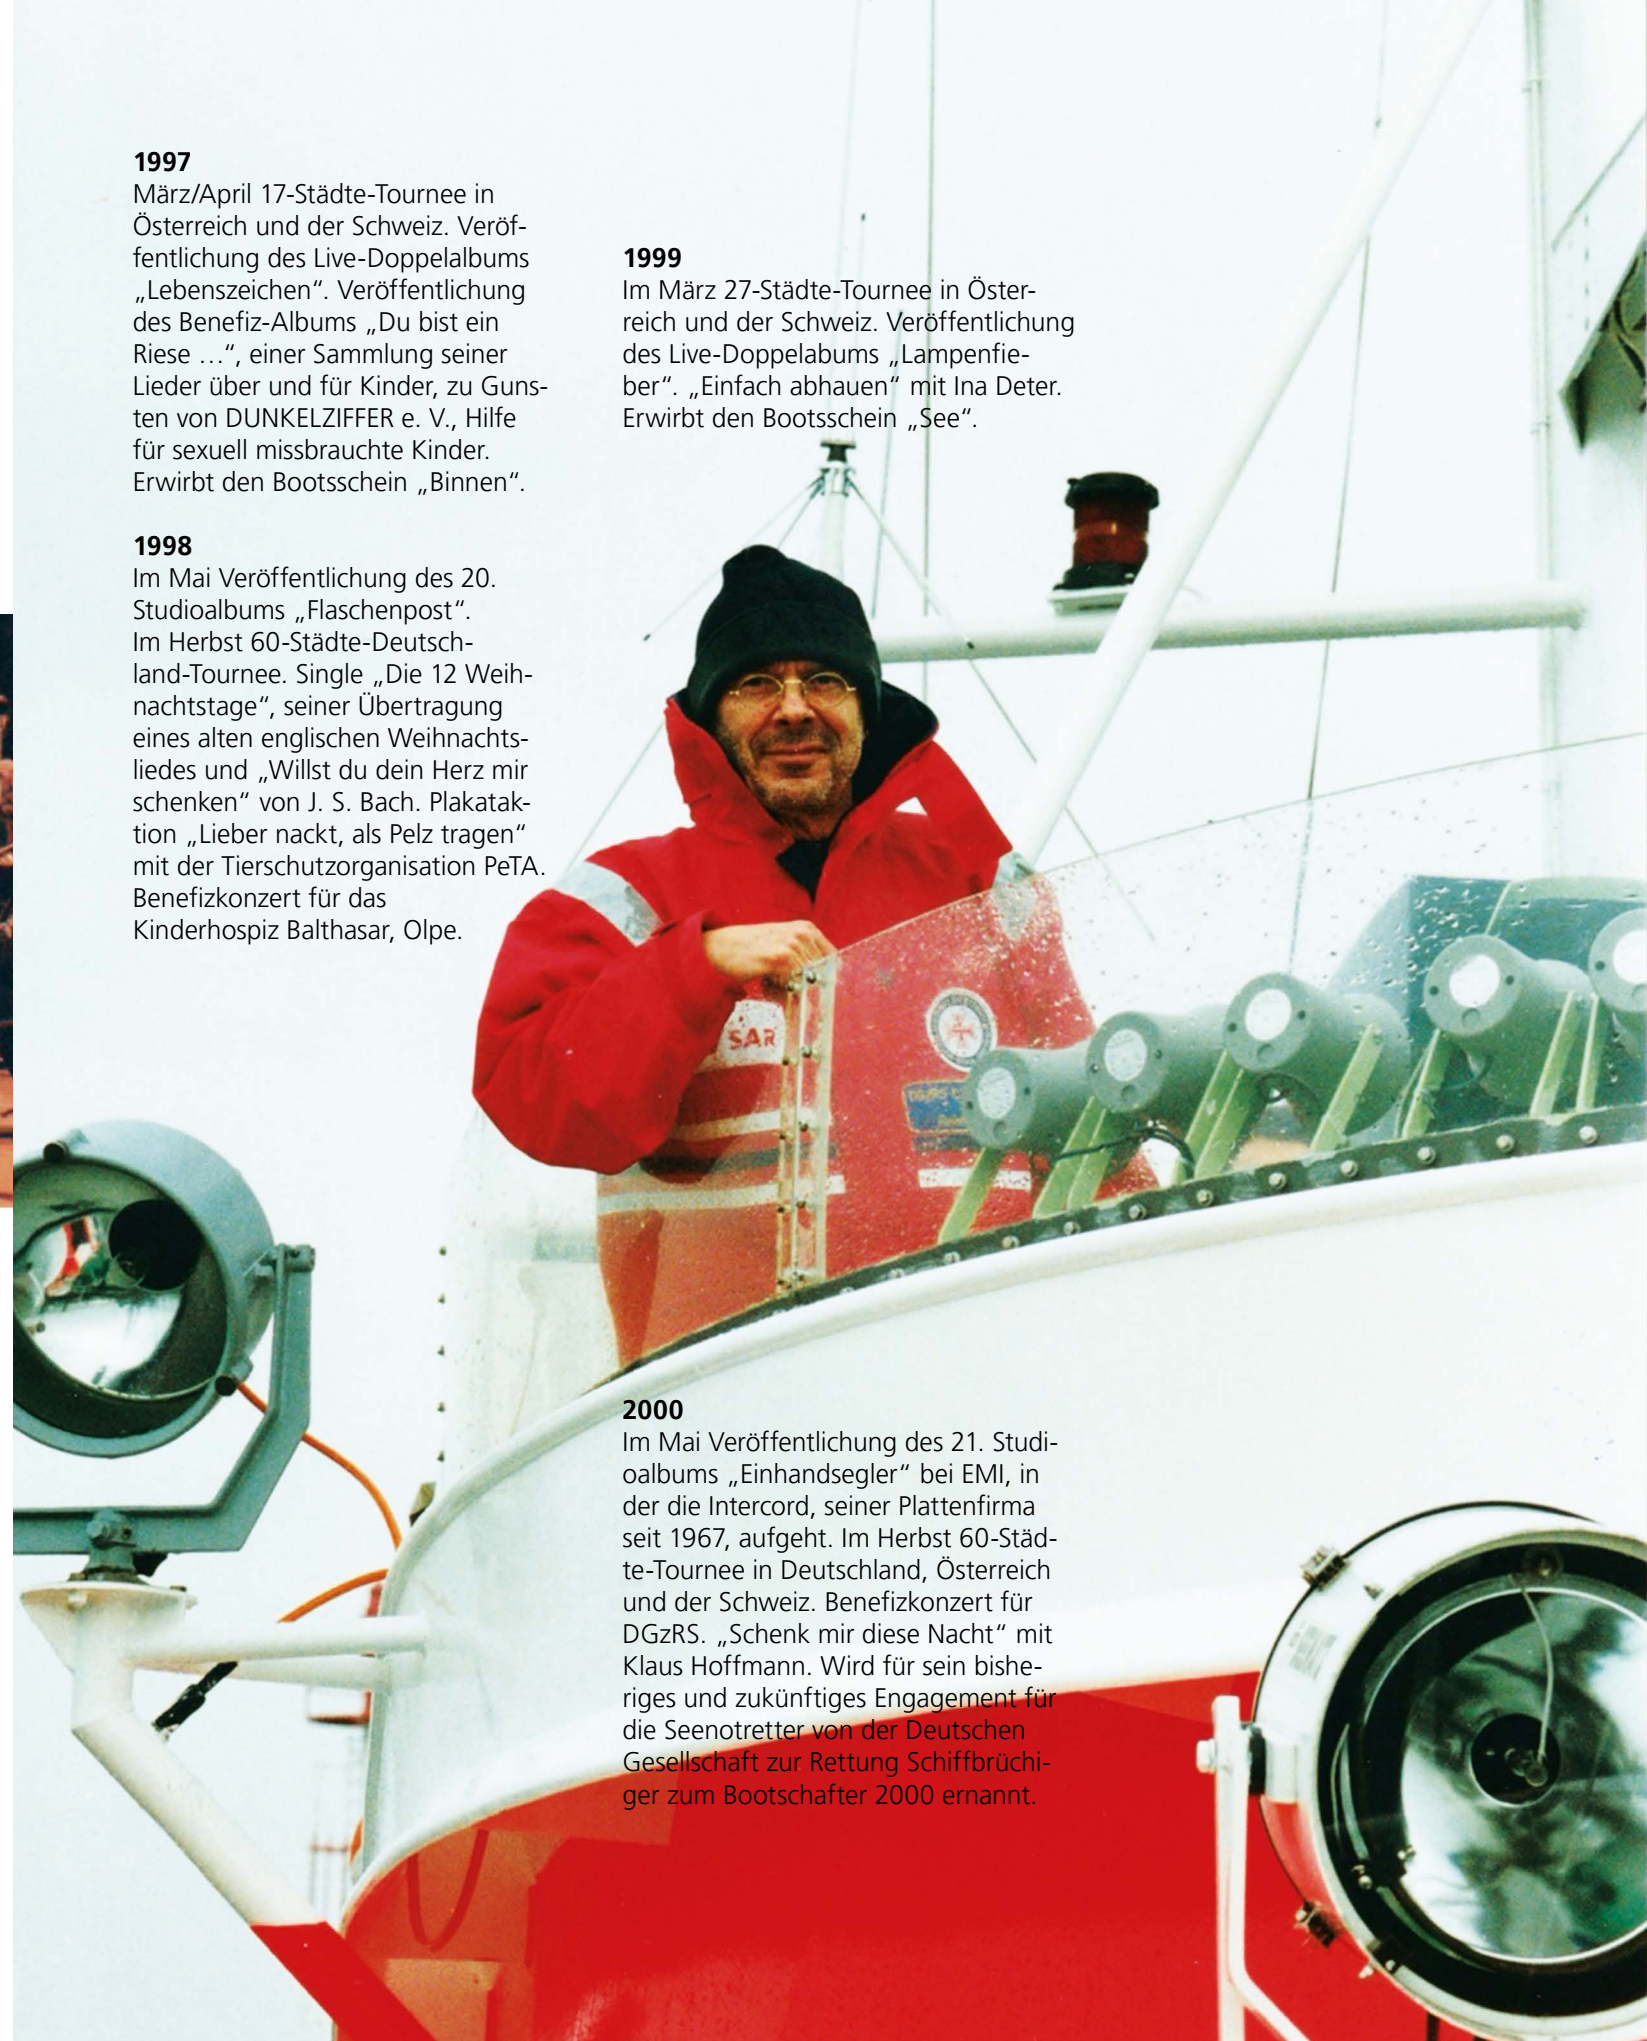 1997
März/April 17-Städte-Tournee in
Österreich und der Schweiz. Veröf-
fentlichung des Live-Doppelalbums
„Lebenszeichen“. Veröffentlichung
des Benefiz-Albums „Du bist ein
Riese …“, einer Sammlung seiner
Lieder über und für Kinder, zu Guns-
ten von DUNKELZIFFER e. V., Hilfe
für sexuell missbrauchte Kinder.
Erwirbt den Bootsschein „Binnen“.
1998
Im Mai Veröffentlichung des 20.
Studioalbums „Flaschenpost“.
Im Herbst 60-Städte-Deutsch-
land-Tournee. Single „Die 12 Weih-
nachtstage“, seiner Übertragung
eines alten englischen Weihnachts-
liedes und „Willst du dein Herz mir
schenken“ von J. S. Bach. Plakatak-
tion „Lieber nackt, als Pelz tragen“
mit der Tierschutzorganisation PeTA.
Benefizkonzert für das
Kinderhospiz Balthasar, Olpe.
1999
Im März 27-Städte-Tournee in Öster-
reich und der Schweiz. Veröffentlichung
des Live-Doppelabums „Lampenfie-
ber“. „Einfach abhauen“ mit Ina Deter.
Erwirbt den Bootsschein „See“.
SAR
2000
Im Mai Veröffentlichung des 21. Studi-
oalbums „Einhandsegler“ bei EMI, in
der die Intercord, seiner Plattenfirma
seit 1967, aufgeht. Im Herbst 60-Städ-
te-Tournee in Deutschland, Österreich
und der Schweiz. Benefizkonzert für
DGzRS. „Schenk mir diese Nacht“ mit
Klaus Hoffmann. Wird für sein bishe-
riges und zukünftiges Engagement für
die Seenotretter von der Deutschen
Gesellschaft zur Rettung Schiffbrüchi-
ger zum Bootschafter 2000 ernannt.